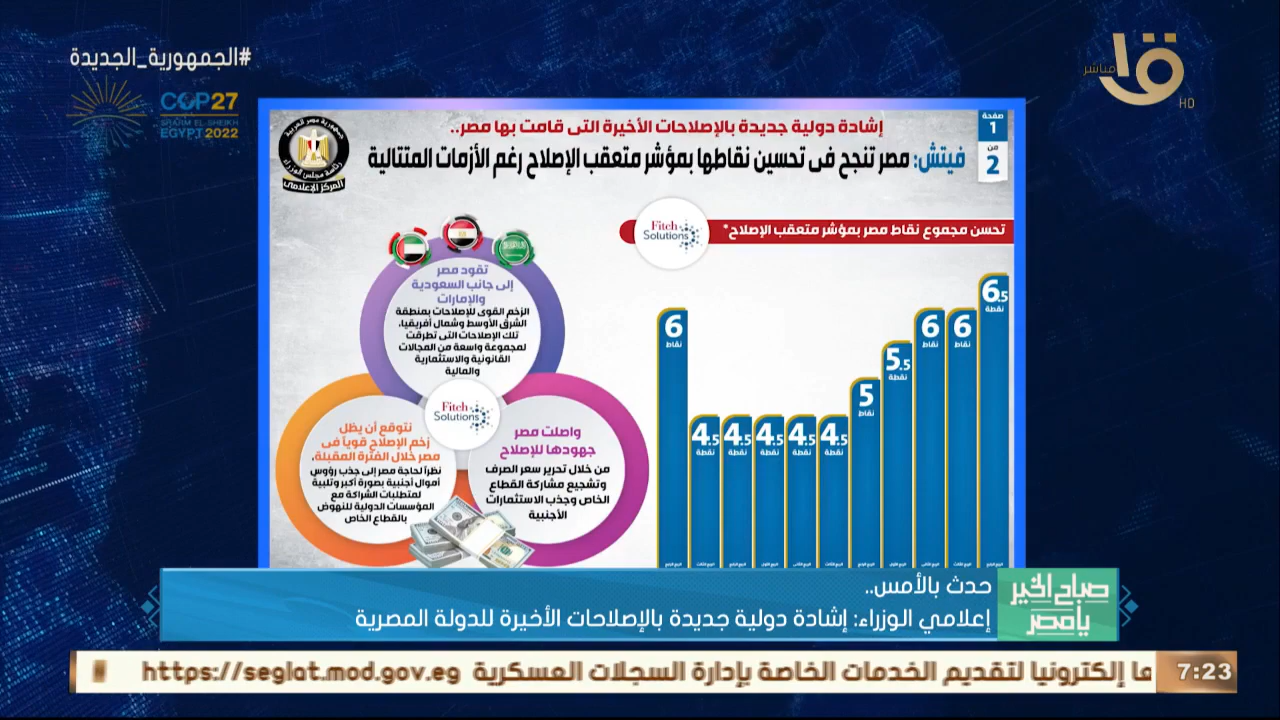 #الجمهورية_الجديدة
COP27
SHARM EL-SHEIKH
EGYPT 2022
مباشر
HD
جمهورية مصر العربية
رئاسة مجلس الوزراء
المركز الإعلامى
صفحة
1
من
2
إشادة دولية جديدة بالإصلاحات الأخيرة التى قامت بها مصر..
فيتش: مصر تنجح فى تحسين نقاطها بمؤشر متعقب الإصلاح رغم الأزمات المتتالية
تحسن مجموع نقاط مصر بمؤشر متعقب الإصلاح*
Fitch
Solutions
6 نقاط
4.5 نقطة
4.5 نقطة
4.5 نقطة
4.5 نقطة
4.5 نقطة
5 نقاط
5.5 نقطة
6 نقاط
6 نقاط
6.5 نقطة
تقود مصر
إلى جانب السعودية
والإمارات
الزخم القوى للإصلاحات بمنطقة
الشرق الأوسط وشمال أفريقيا،
تلك الإصلاحات التى تطرقت
لمجموعة واسعة من المجالات
القانونية والاستثمارية
والمالية
Fitch
Solutions
واصلت مصر
جهودها للإصلاح
من خلال تحرير سعر الصرف
وتشجيع مشاركة القطاع
الخاص وجذب الاستثمارات
الأجنبية
نتوقع أن يظل
زخم الإصلاح قوياً فى
مصر خلال الفترة المقبلة،
نظراً لحاجة مصر إلى جذب رؤوس
أموال أجنبية بصورة أكبر وتلبية
لمتطلبات الشراكة مع
المؤسسات الدولية للنهوض
بالقطاع الخاص
صباح الخير
يا مصر
حدث بالأمس..
إعلامي الوزراء: إشادة دولية جديدة بالإصلاحات الأخيرة للدولة المصرية
7:23
ما إلكترونيا لتقديم الخدمات الخاصة بإدارة السجلات العسكرية https://seglat.mod.gov.eg